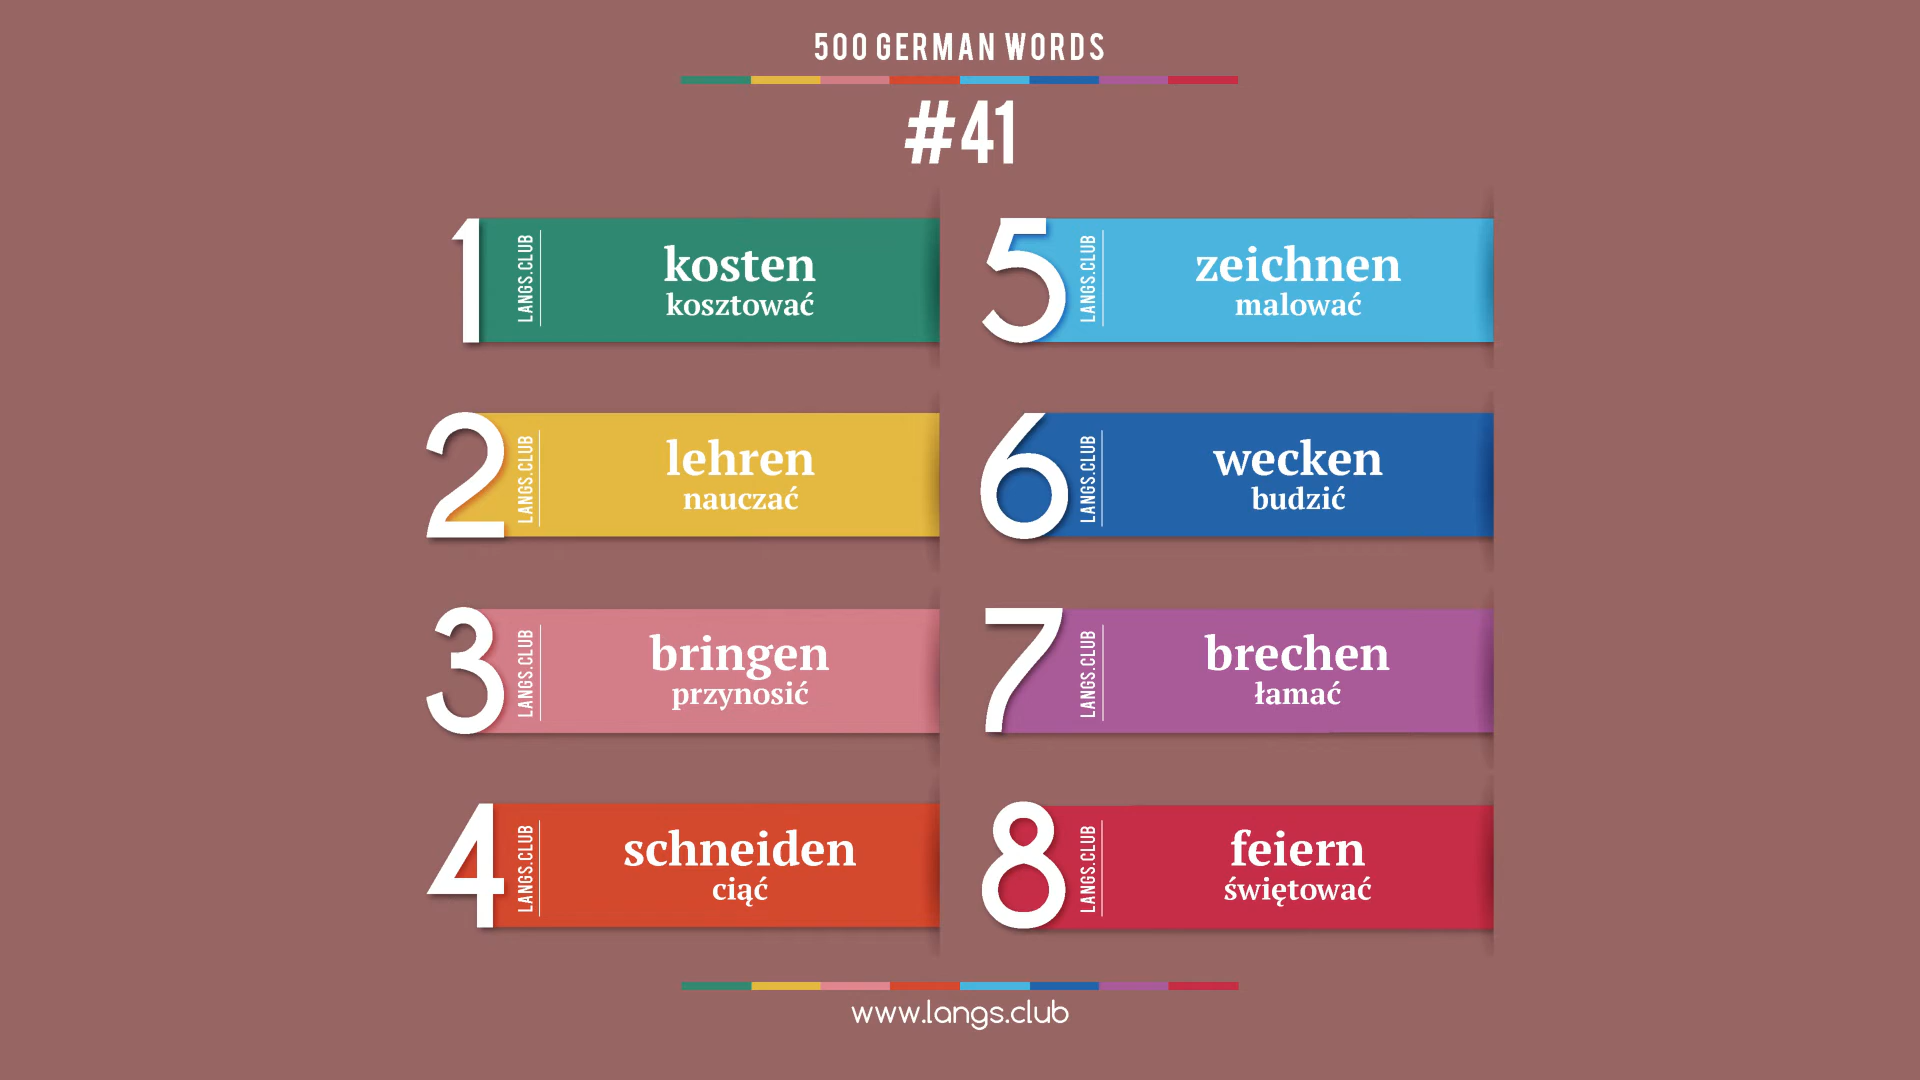 500 GERMAN WORDS
#41
1
LANGS.CLUB
kosten
kosztować
2
LANGS.CLUB
lehren
nauczać
3
LANGS.CLUB
bringen
przynosić
4
LANGS.CLUB
schneiden
ciąć
5
LANGS.CLUB
zeichnen
malować
6
LANGS.CLUB
wecken
budzić
7
LANGS.CLUB
brechen
łamać
8
LANGS.CLUB
feiern
świętować
www.langs.club